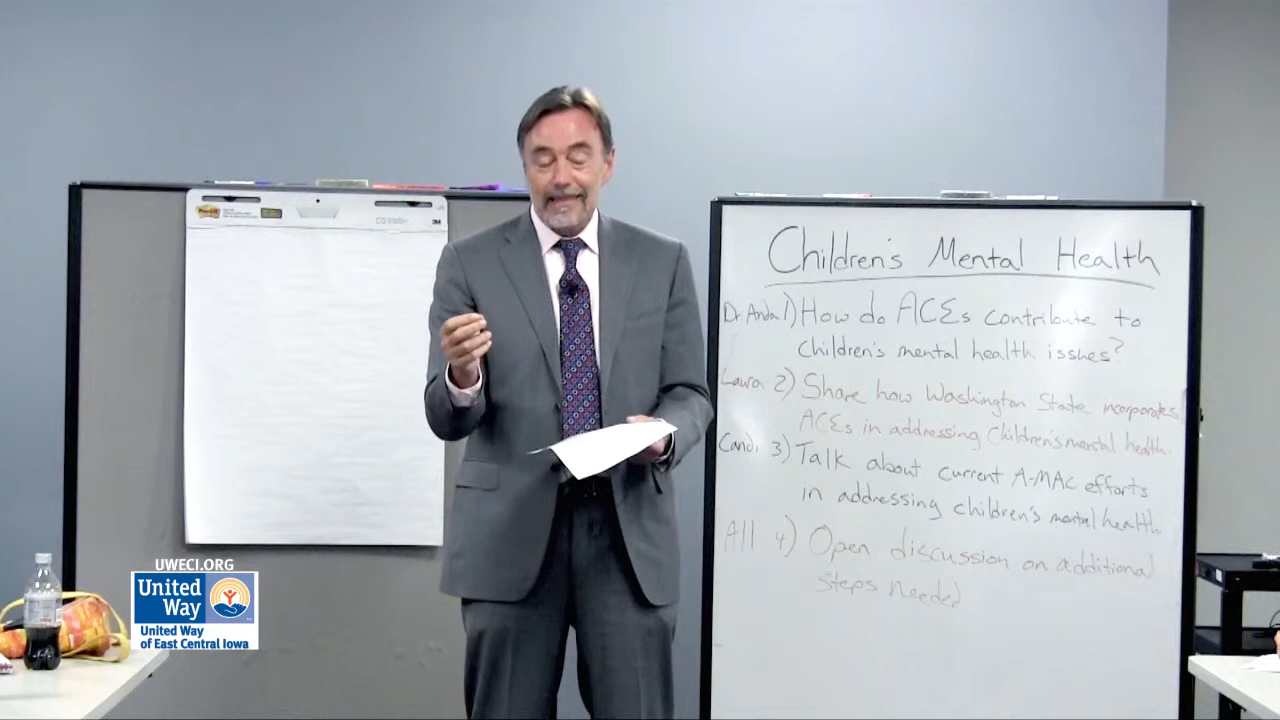 Children's Mental Health
Dr. Anda 1) How do ACEs contribute to
children's mental health issues?
Laura 2) Share how Washington State incorporates
ACEs in addressing Children's mental health.
Candi 3) Talk about current A-MAC efforts
in addressing children's mental health.
All 4) Open discussion on additional
steps needed
Post-it
3M
UWECI.ORG
United
Way
United Way
of East Central Iowa